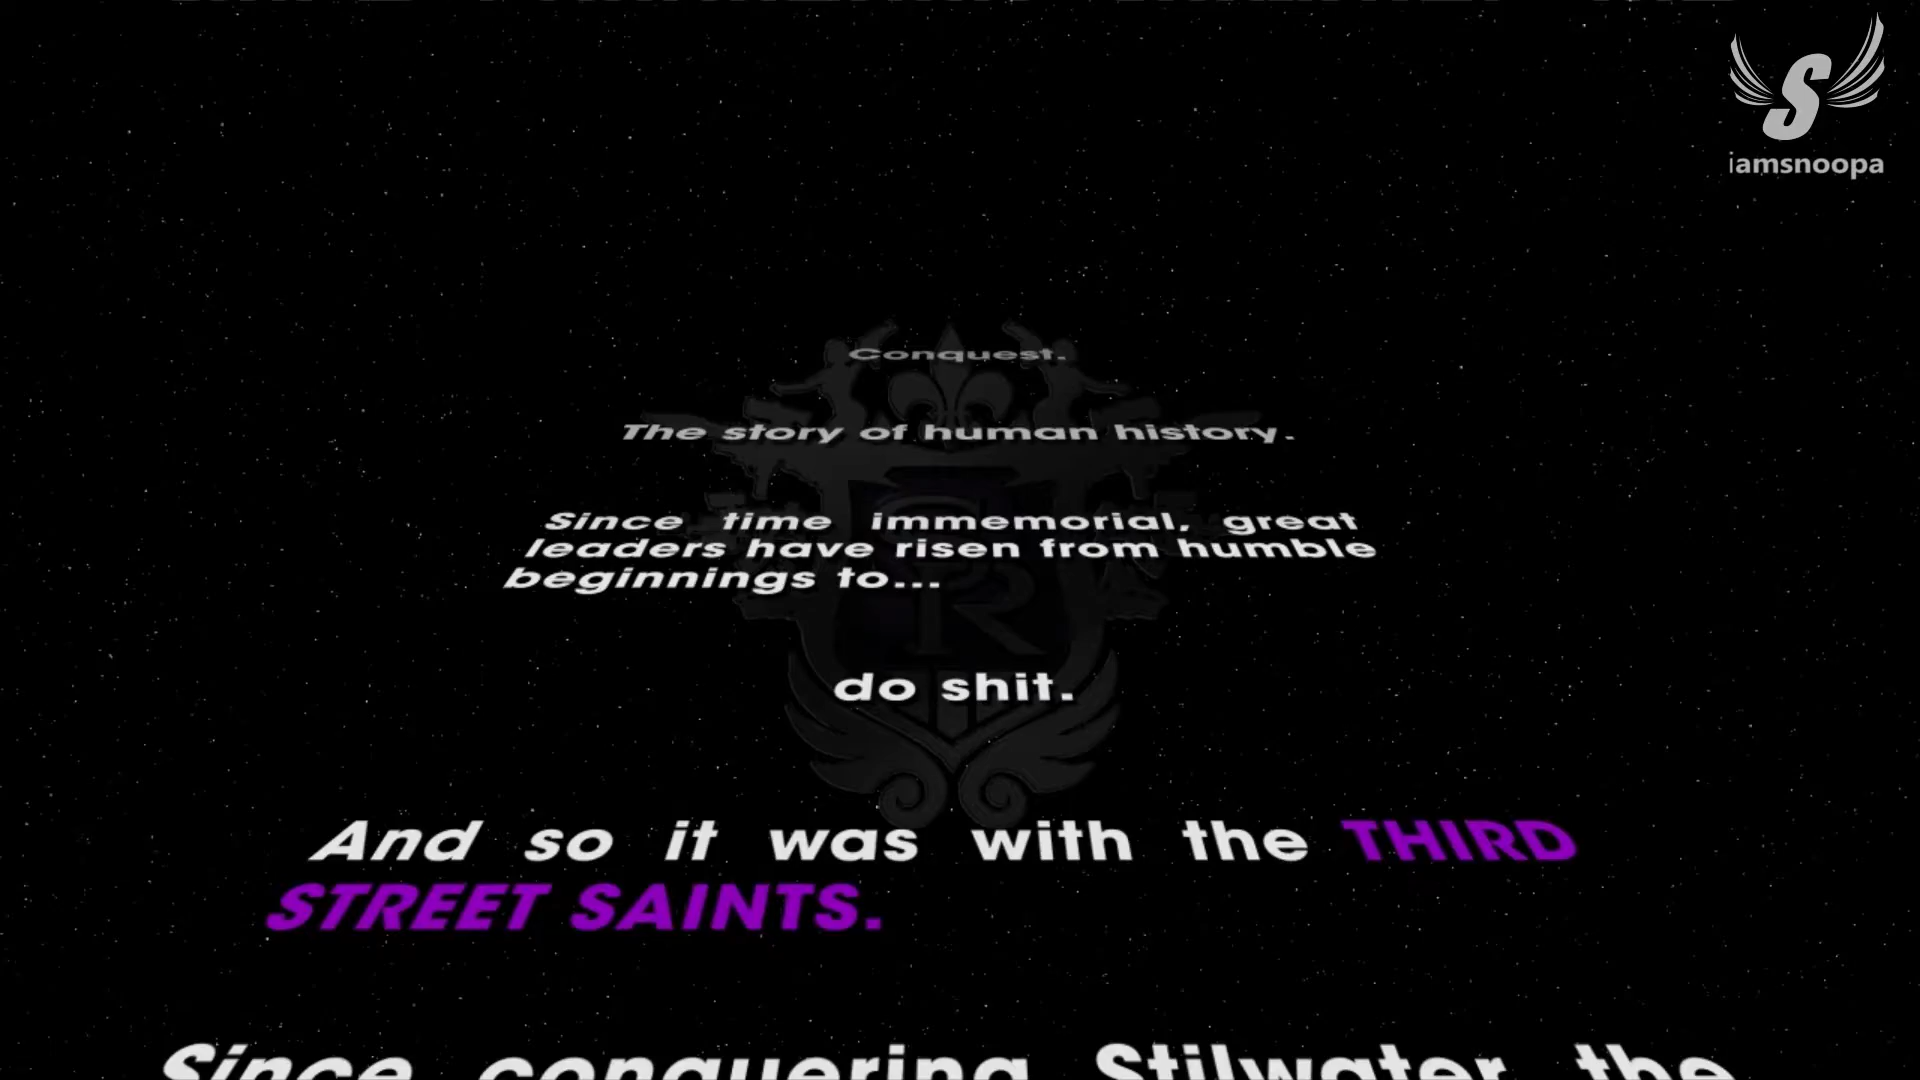 S
iamsnoopa
Conquest.
The story of human history.
Since time immemorial, great
leaders have risen from humble
beginnings to...
do shit.
And so it was with the THIRD
STREET SAINTS.
Since conquering Stilwater, the
SR